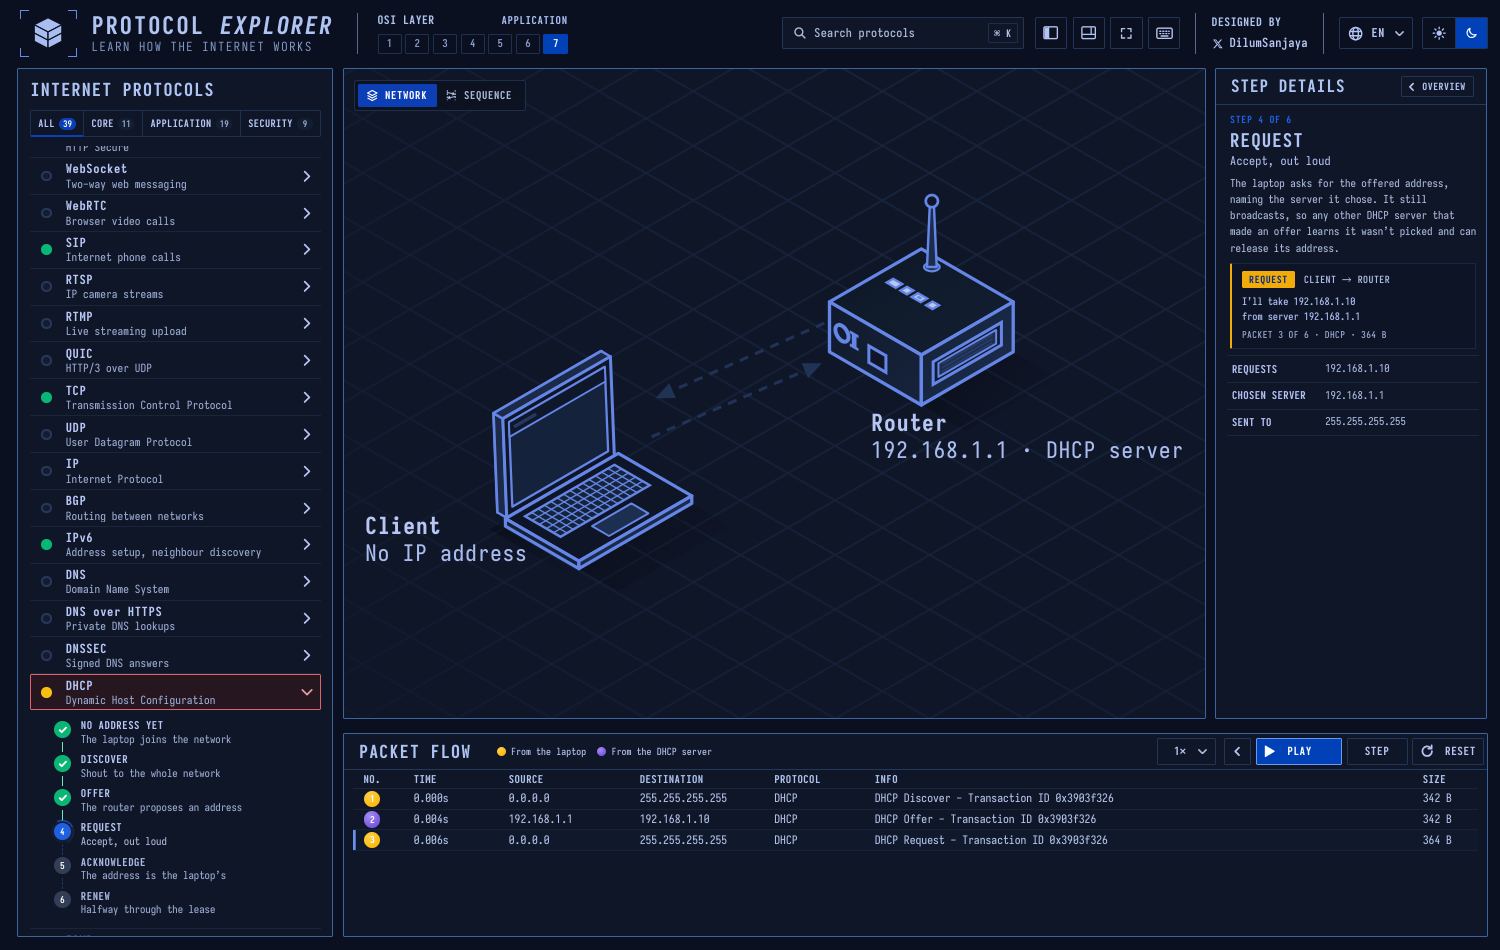 PROTOCOL EXPLORER
LEARN HOW THE INTERNET WORKS
OSI LAYER
APPLICATION
1 2 3 4 5 6 7
Search protocols
⌘ K
DESIGNED BY
DilumSanjaya
EN
INTERNET PROTOCOLS
ALL 39
CORE 11
APPLICATION 19
SECURITY 9
HTTP Secure
WebSocket
Two-way web messaging
WebRTC
Browser video calls
SIP
Internet phone calls
RTSP
IP camera streams
RTMP
Live streaming upload
QUIC
HTTP/3 over UDP
TCP
Transmission Control Protocol
UDP
User Datagram Protocol
IP
Internet Protocol
BGP
Routing between networks
IPv6
Address setup, neighbour discovery
DNS
Domain Name System
DNS over HTTPS
Private DNS lookups
DNSSEC
Signed DNS answers
DHCP
Dynamic Host Configuration
NO ADDRESS YET
The laptop joins the network
DISCOVER
Shout to the whole network
OFFER
The router proposes an address
4 REQUEST
Accept, out loud
5 ACKNOWLEDGE
The address is the laptop's
6 RENEW
Halfway through the lease
NETWORK
SEQUENCE
Router
192.168.1.1 · DHCP server
Client
No IP address
STEP DETAILS
OVERVIEW
STEP 4 OF 6
REQUEST
Accept, out loud
The laptop asks for the offered address,
naming the server it chose. It still
broadcasts, so any other DHCP server that
made an offer learns it wasn't picked and can
release its address.
REQUEST CLIENT → ROUTER
I'll take 192.168.1.10
from server 192.168.1.1
PACKET 3 OF 6 · DHCP · 364 B
REQUESTS 192.168.1.10
CHOSEN SERVER 192.168.1.1
SENT TO 255.255.255.255
PACKET FLOW
From the laptop
From the DHCP server
1×
PLAY
STEP
RESET
NO. TIME SOURCE DESTINATION PROTOCOL INFO SIZE
1 0.000s 0.0.0.0 255.255.255.255 DHCP DHCP Discover – Transaction ID 0x3903f326 342 B
2 0.004s 192.168.1.1 192.168.1.10 DHCP DHCP Offer – Transaction ID 0x3903f326 342 B
3 0.006s 0.0.0.0 255.255.255.255 DHCP DHCP Request – Transaction ID 0x3903f326 364 B